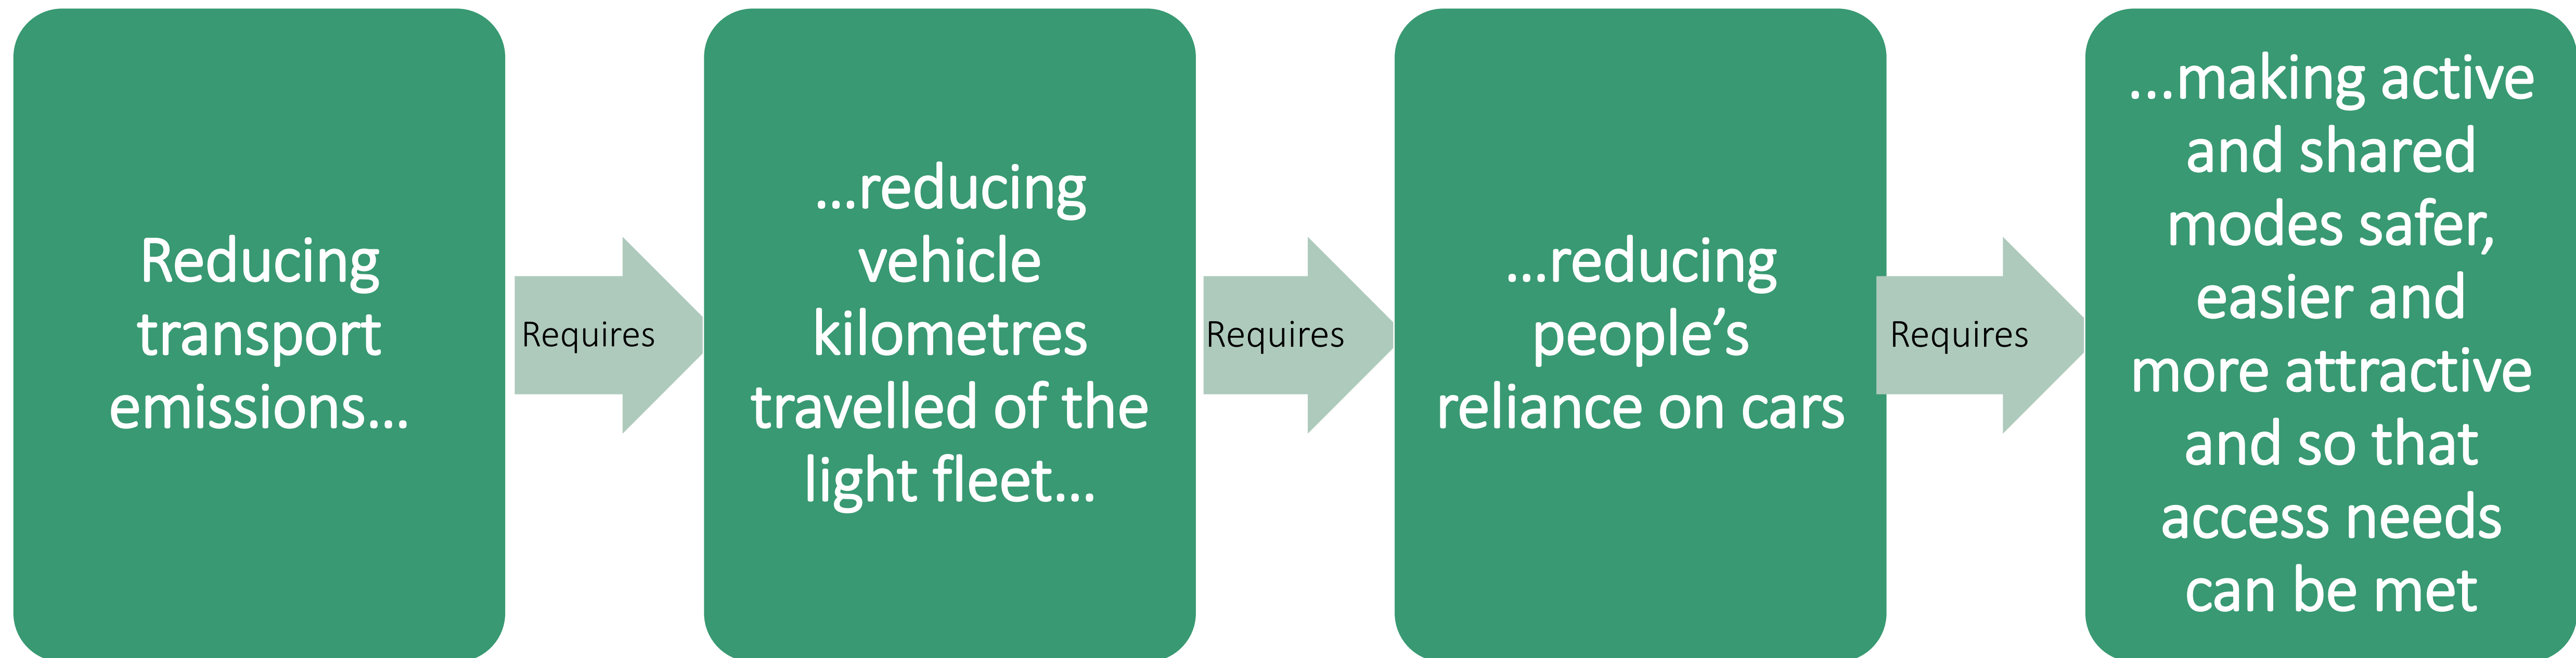 Reducing
transport
emissions...
Requires
...reducing
vehicle
kilometres
travelled of the
light fleet...
Requires
...reducing
people’s
reliance on cars
Requires
...making active
and shared
modes safer,
easier and
more attractive
and so that
access needs
can be met